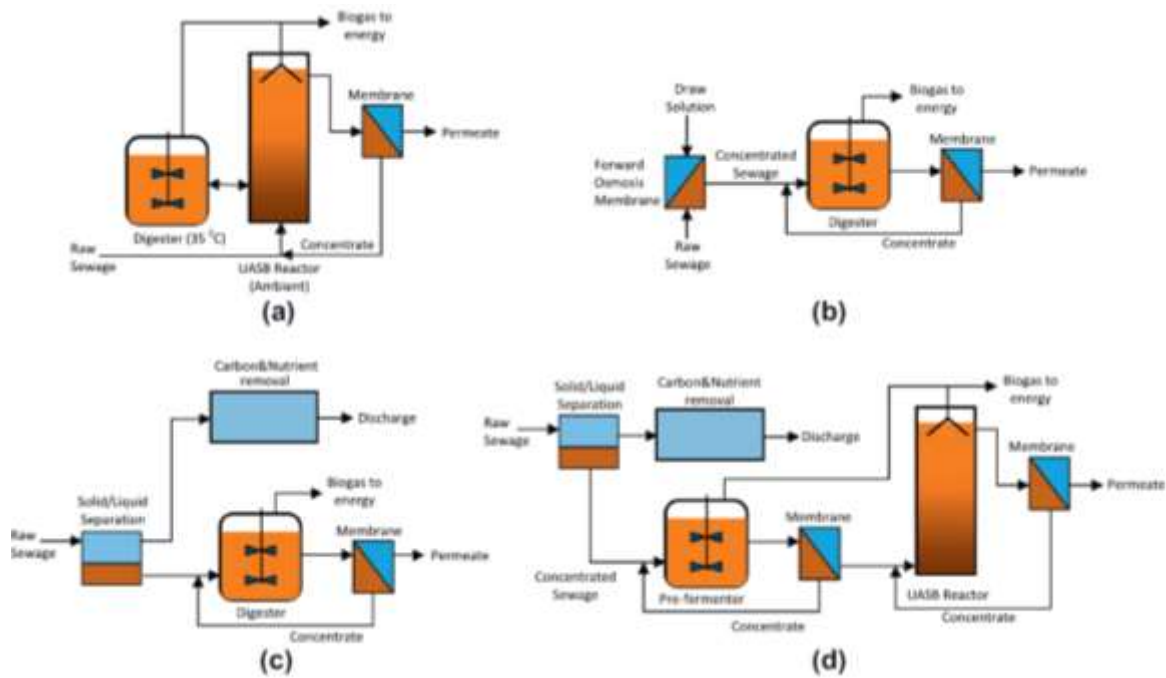 Biogas to
energy
Membrane
Permeate
Digester (35 °C)
Raw
Sewage
Concentrate
UASB Reactor
(Ambient)
(a)
Draw
Solution
Biogas to
energy
Forward
Osmosis
Membrane
Concentrated
Sewage
Membrane
Permeate
Digester
Raw
Sewage
Concentrate
(b)
Carbon&Nutrient
removal
Discharge
Solid/Liquid
Separation
Biogas to
energy
Raw
Sewage
Membrane
Permeate
Digester
Concentrate
(c)
Solid/Liquid
Separation
Carbon&Nutrient
removal
Biogas to
energy
Raw
Sewage
Discharge
Membrane
Permeate
Membrane
Concentrated
Sewage
Pre-fermentor
UASB Reactor
Concentrate
Concentrate
(d)